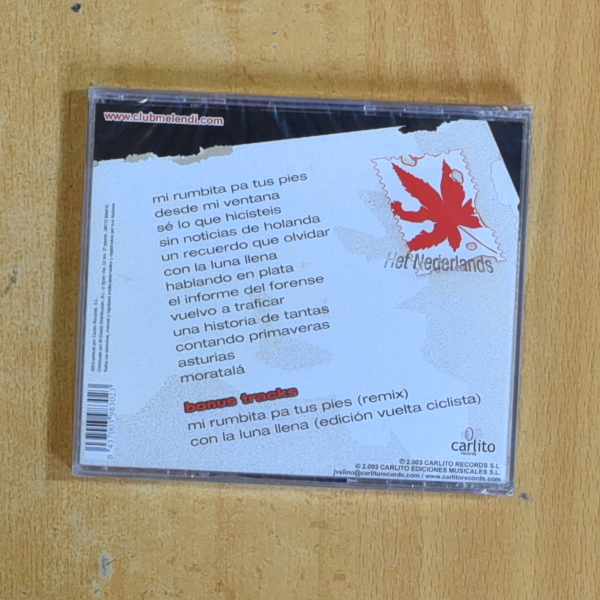 www.clubmelendi.com
mi rumbita pa tus pies
desde mi ventana
sé lo que hicísteis
sin noticias de holanda
un recuerdo que olvidar
con la luna llena
hablando en plata
el informe del forense
vuelvo a traficar
una historia de tantas
contando primaveras
asturias
moratalá
bonus tracks
mi rumbita pa tus pies (remix)
con la luna llena (edición vuelta ciclista)
Het Nederlands
carlito
records
℗ 2.003 CARLITO RECORDS S.L
© 2.003 CARLITO EDICIONES MUSICALES S.L.
jvalino@carlitorecords.com / www.carlitorecords.com